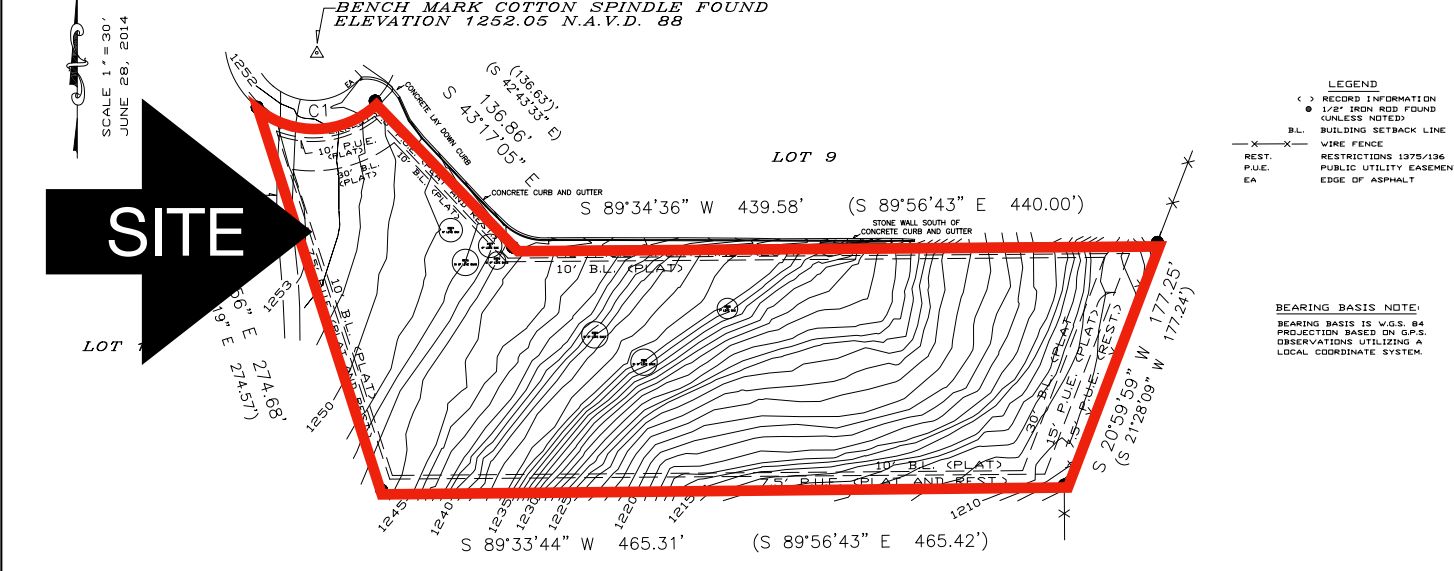 BENCH MARK COTTON SPINDLE FOUND
ELEVATION 1252.05 N.A.V.D. 88
SCALE 1"=30'
JUNE 28, 2014
1252
EA
C1
CONCRETE LAY DOWN CURB
(136.63')
(S 42°43'33" E)
136.86'
S 43°17'05" E
LOT 9
LEGEND
( ) RECORD INFORMATION
1/2" IRON ROD FOUND
(UNLESS NOTED)
B.L. BUILDING SETBACK LINE
WIRE FENCE
REST. RESTRICTIONS 1375/136
P.U.E. PUBLIC UTILITY EASEMEN
EA EDGE OF ASPHALT
10' P.U.E.
(PLAT)
30' B.L.
(PLAT)
10' B.L. (PLAT)
CONCRETE CURB AND GUTTER
S 89°34'36" W 439.58' (S 89°56'43" E 440.00')
STONE WALL SOUTH OF
CONCRETE CURB AND GUTTER
SITE
10' B.L. (PLAT)
1253
10' B.L. (PLAT)
LOT
56" E 274.68'
19" E 274.57')
1250
30' B.L. (PLAT)
15' P.U.E. (PLAT)
7.5' P.U.E. (REST.)
S 20°59'59" W 177.25'
(S 21°28'09" W 177.24')
BEARING BASIS NOTE:
BEARING BASIS IS W.G.S. 84
PROJECTION BASED ON G.P.S.
OBSERVATIONS UTILIZING A
LOCAL COORDINATE SYSTEM.
10' B.L. (PLAT)
7.5' P.U.E. (PLAT AND REST.)
1245
1240
1235
1230
1225
1220
1215
1210
S 89°33'44" W 465.31' (S 89°56'43" E 465.42')